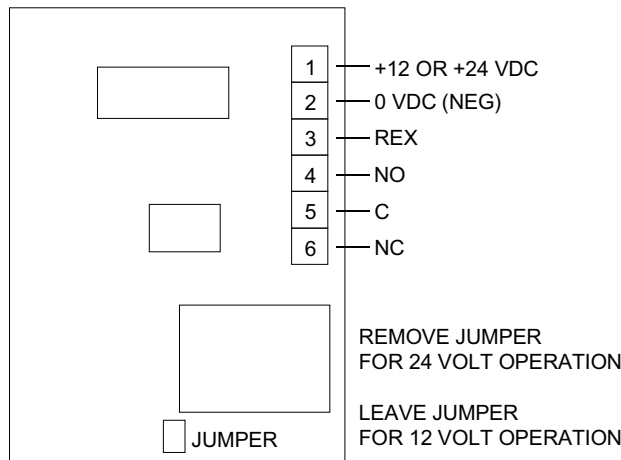 1 +12 OR +24 VDC
2 0 VDC (NEG)
3 REX
4 NO
5 C
6 NC
REMOVE JUMPER
FOR 24 VOLT OPERATION
LEAVE JUMPER
JUMPER FOR 12 VOLT OPERATION